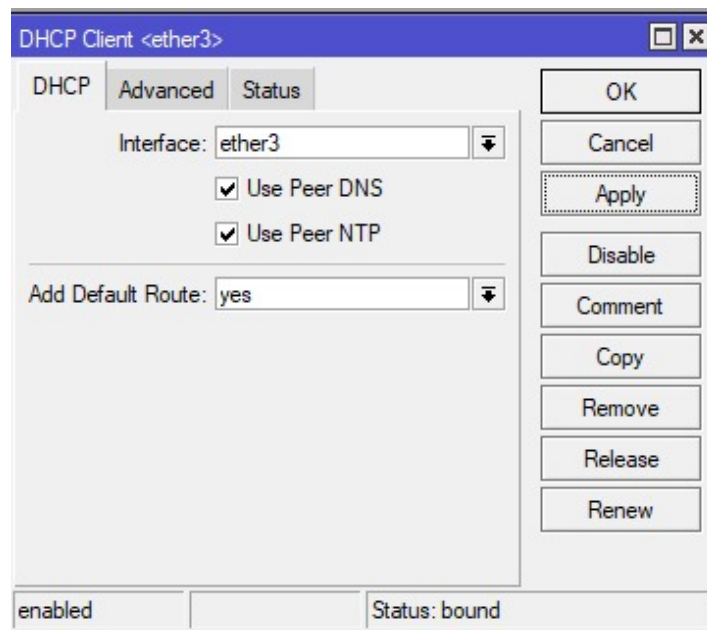 DHCP Client <ether3>
DHCP Advanced Status
Interface: ether3
Use Peer DNS
Use Peer NTP
Add Default Route: yes
OK
Cancel
Apply
Disable
Comment
Copy
Remove
Release
Renew
enabled Status: bound